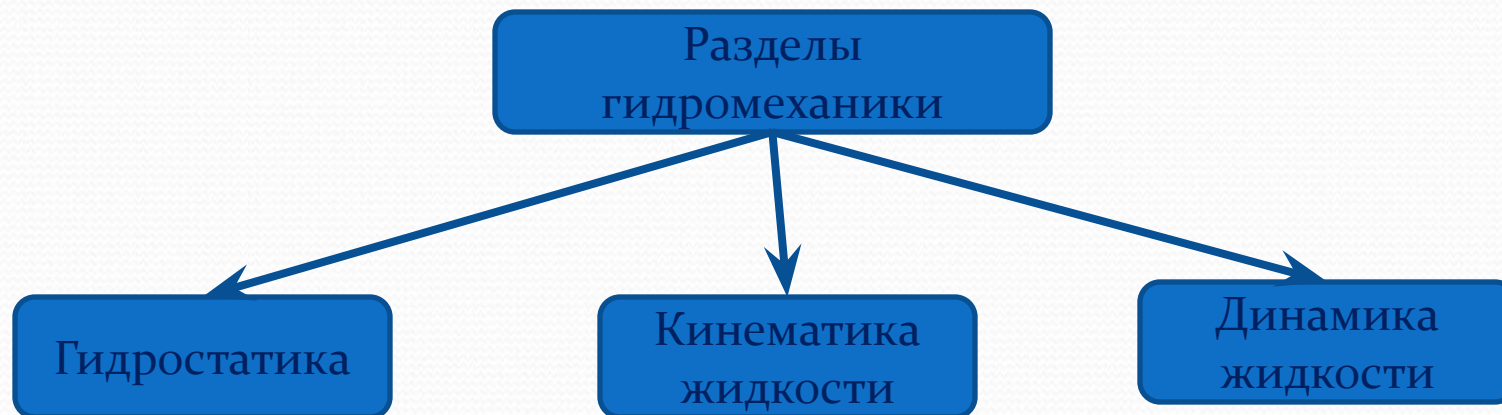 Разделы
гидромеханики
Гидростатика
Кинематика
жидкости
Динамика
жидкости